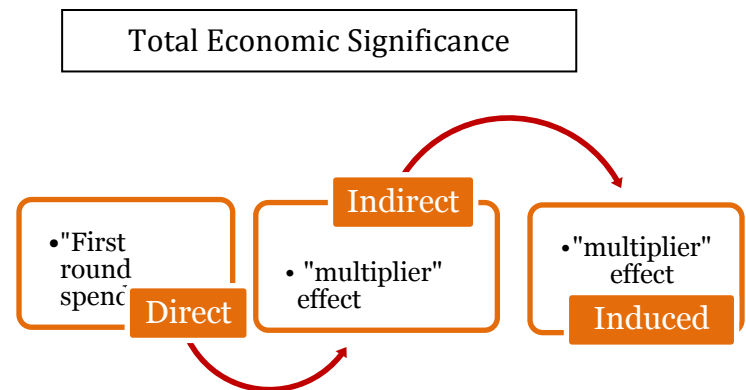 Total Economic Significance
•"First
round
Direct
Indirect
• "multiplier"
effect
•"multiplier"
effect
Induced